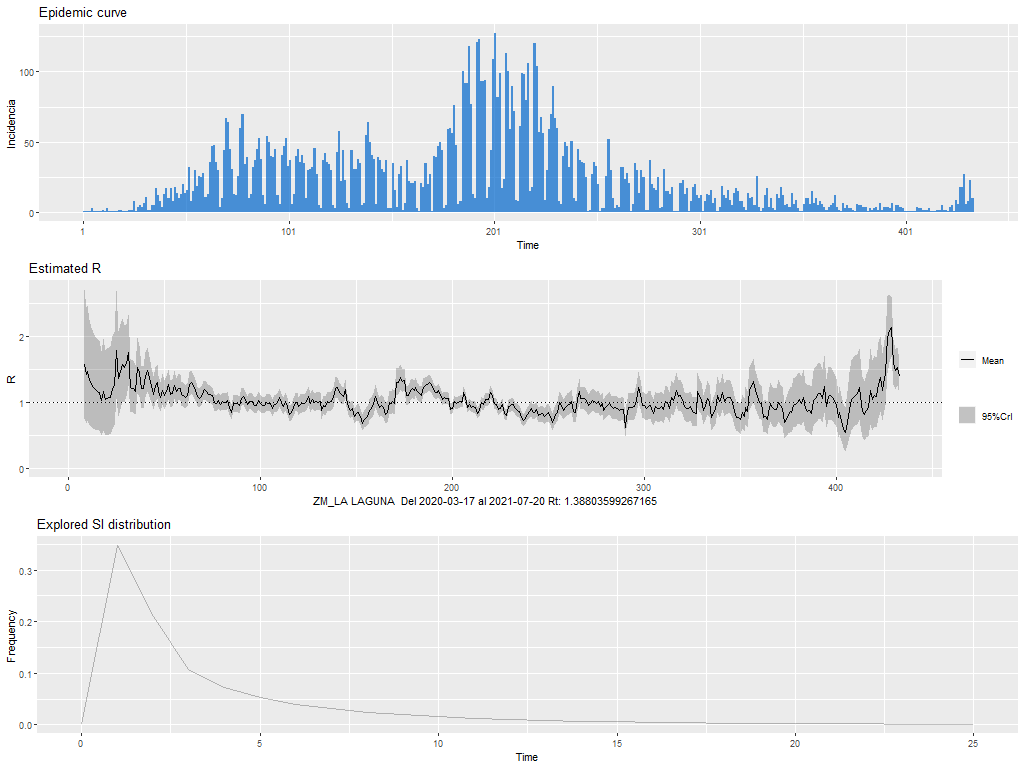 Epidemic curve
Incidencia
100
50
0
1
101
201
301
401
Time
Estimated R
R
2
1
0
0
100
200
300
400
Mean
95%CrI
ZM_LA LAGUNA Del 2020-03-17 al 2021-07-20 Rt: 1.38803599267165
Explored SI distribution
Frequency
0.3
0.2
0.1
0.0
0
5
10
15
20
25
Time